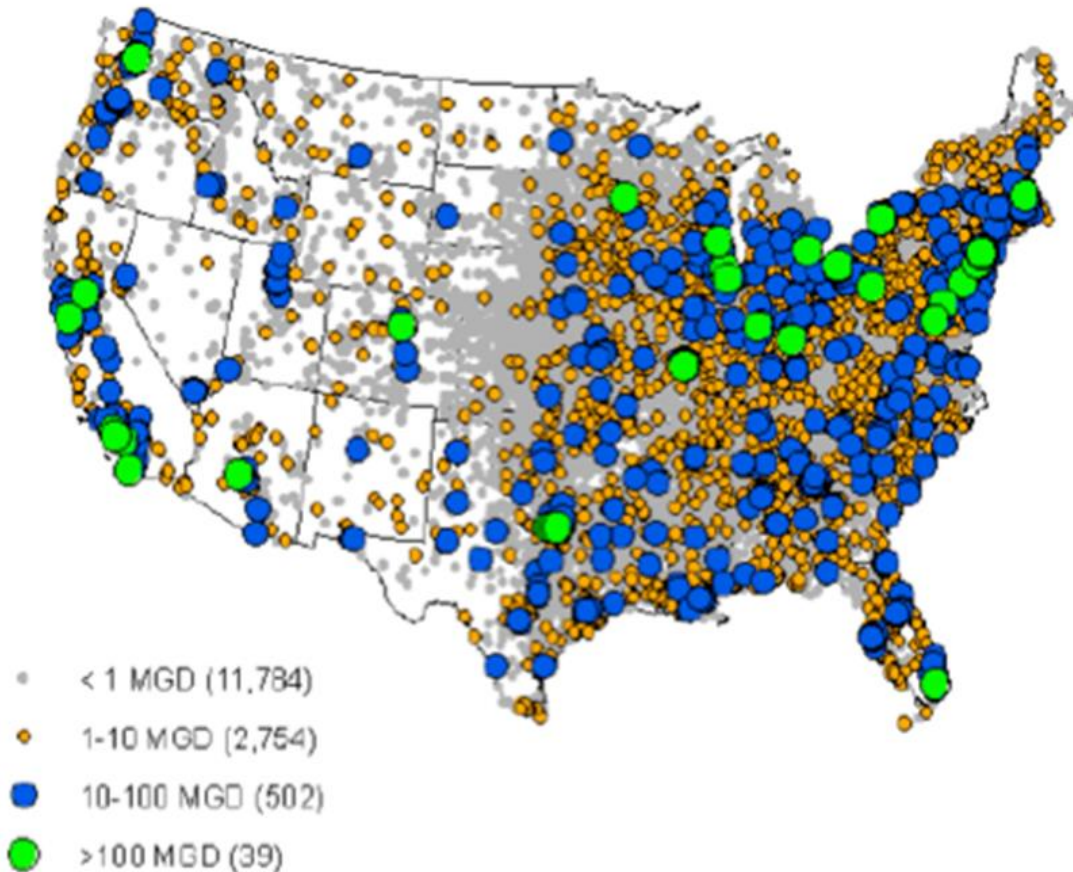 < 1 MGD (11,784)
1-10 MGD (2,754)
10-100 MGD (502)
>100 MGD (39)